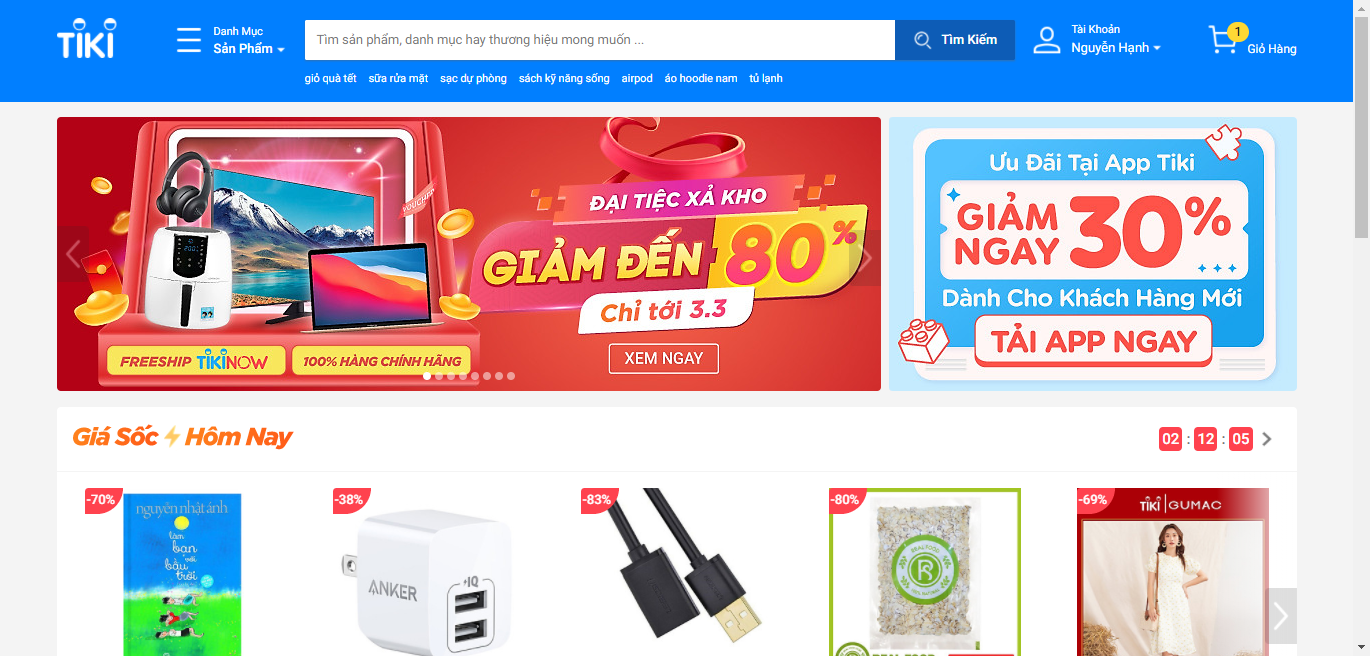 TIKI
Danh Mục
Sản Phẩm
Tìm sản phẩm, danh mục hay thương hiệu mong muốn ...
Tìm Kiếm
Tài Khoản
Nguyễn Hạnh
1
Giỏ Hàng
giỏ quà tết sữa rửa mặt sạc dự phòng sách kỹ năng sống airpod áo hoodie nam tủ lạnh
VOUCHER
ĐẠI TIỆC XẢ KHO
GIẢM ĐẾN 80%
Chỉ tới 3.3
XEM NGAY
FREESHIP TIKINOW
100% HÀNG CHÍNH HÃNG
Ưu Đãi Tại App Tiki
GIẢM NGAY 30%
Dành Cho Khách Hàng Mới
TẢI APP NGAY
Giá Sốc Hôm Nay
02 : 12 : 05
-70%
nguyễn nhật ánh
làm
bạn
với
bầu
trời
-38%
ANKER
IQ
-83%
-80%
REAL FOOD
R
-69%
TIKI | GUMAC